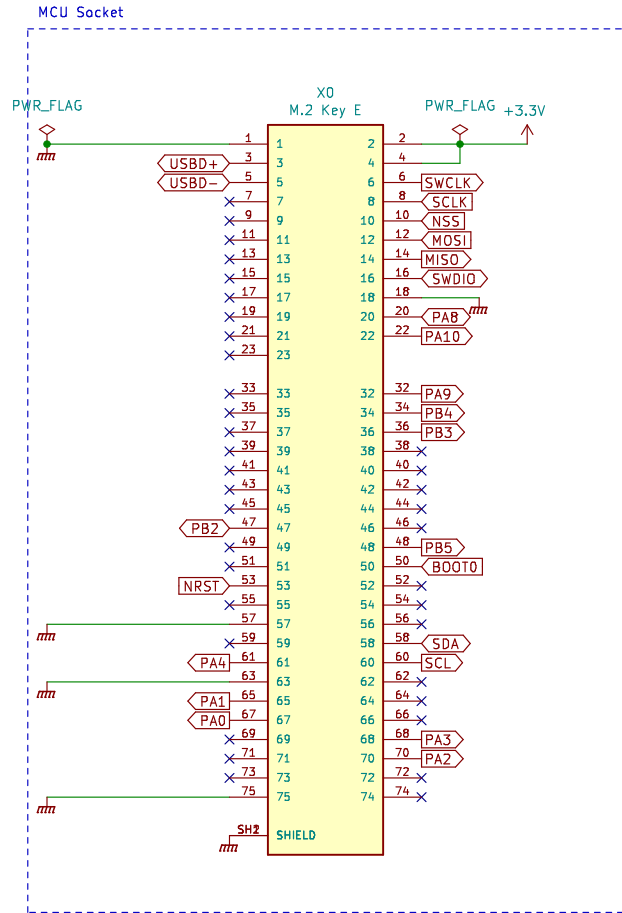 MCU Socket
X0
M.2 Key E
PWR_FLAG
PWR_FLAG
+3.3V
1 1 2 2
USBD+ 3 3 4 4
USBD- 5 5 6 6 SWCLK
7 7 8 8 SCLK
9 9 10 10 NSS
11 11 12 12 MOSI
13 13 14 14 MISO
15 15 16 16 SWDIO
17 17 18 18
19 19 20 20 PA8
21 21 22 22 PA10
23 23
33 33 32 32 PA9
35 35 34 34 PB4
37 37 36 36 PB3
39 39 38 38
41 41 40 40
43 43 42 42
45 45 44 44
PB2 47 47 46 46
49 49 48 48 PB5
51 51 50 50 BOOT0
NRST 53 53 52 52
55 55 54 54
57 57 56 56
59 59 58 58 SDA
PA4 61 61 60 60 SCL
63 63 62 62
PA1 65 65 64 64
PA0 67 67 66 66
69 69 68 68 PA3
71 71 70 70 PA2
73 73 72 72
75 75 74 74
SHIELD